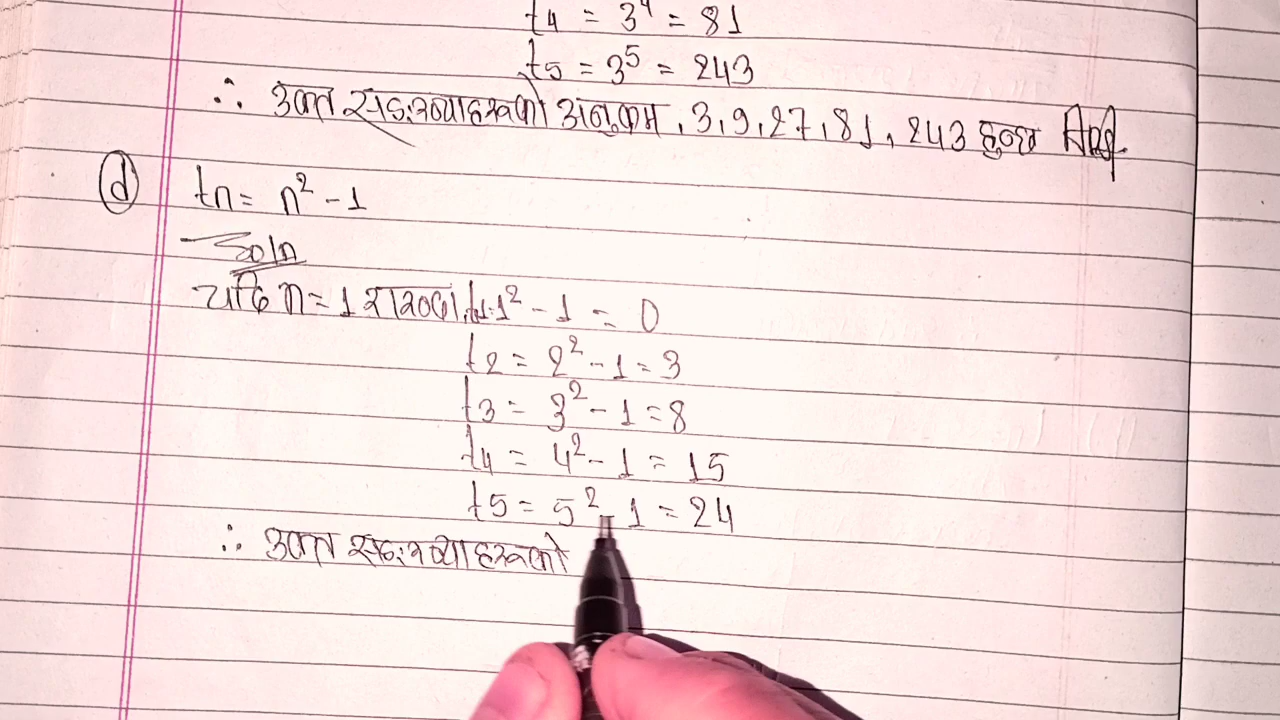 t4 = 3⁴ = 81
t5 = 3⁵ = 243
∴ उक्त सङ्ख्याहरूको अनुक्रम, 3, 9, 27, 81, 243 हुन्छ Ans.
(d) tn = n² - 1
Soln
यदि n = 1 राख्दा, t1 = 1² - 1 = 0
t2 = 2² - 1 = 3
t3 = 3² - 1 = 8
t4 = 4² - 1 = 15
t5 = 5² - 1 = 24
∴ उक्त सङ्ख्याहरूको